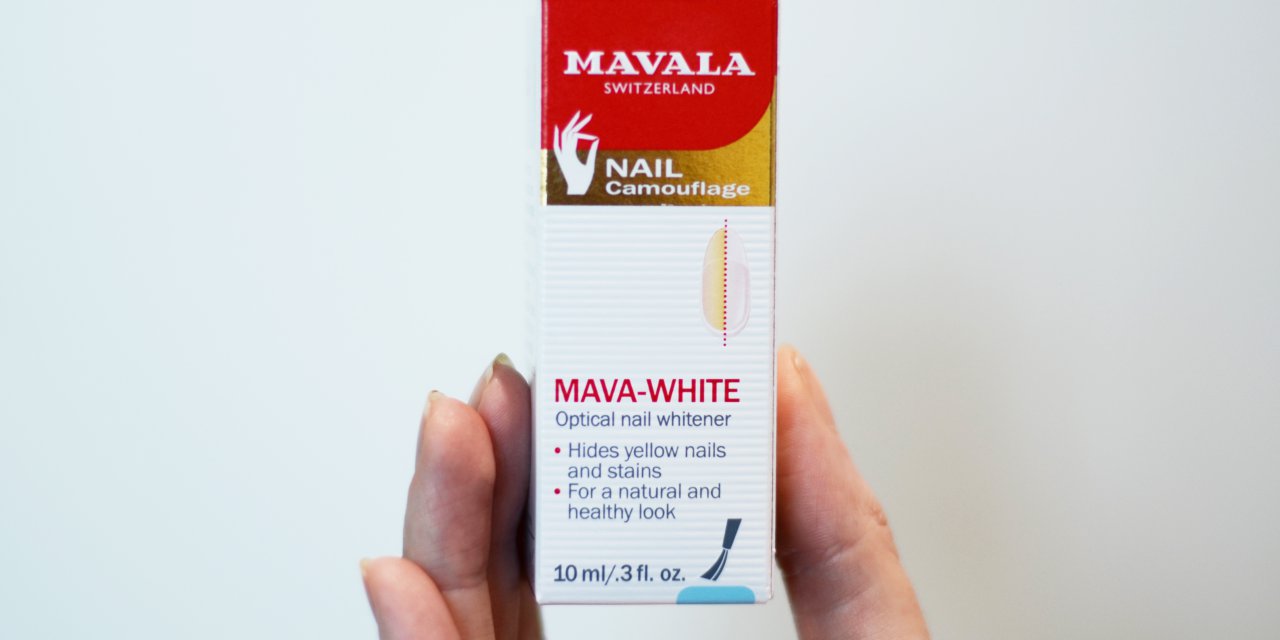 MAVALA
SWITZERLAND
NAIL
Camouflage
MAVA-WHITE
Optical nail whitener
• Hides yellow nails
and stains
• For a natural and
healthy look
10 ml/.3 fl. oz.